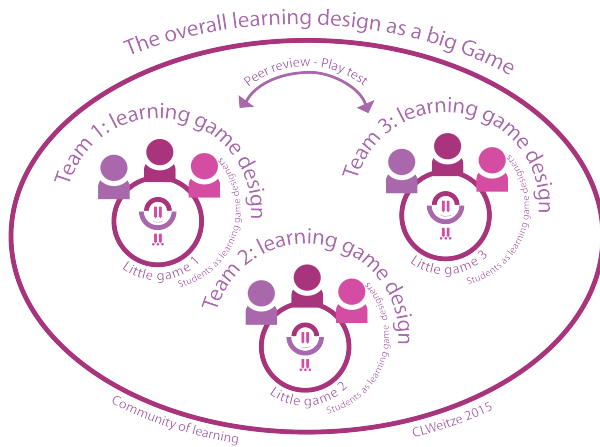 The overall learning design as a big Game
Peer review - Play test
Team 1: learning game design
Students as learning game designers
Little game 1
Team 3: learning game design
Students as learning game designers
Little game 3
Team 2: learning game design
Students as learning game designers
Little game 2
Community of learning
CLWeitze 2015